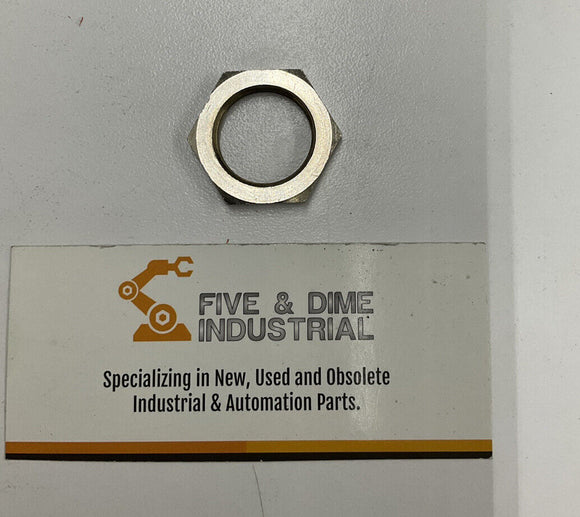 FIVE & DIME
INDUSTRIAL
Specializing in New, Used and Obsolete
Industrial & Automation Parts.